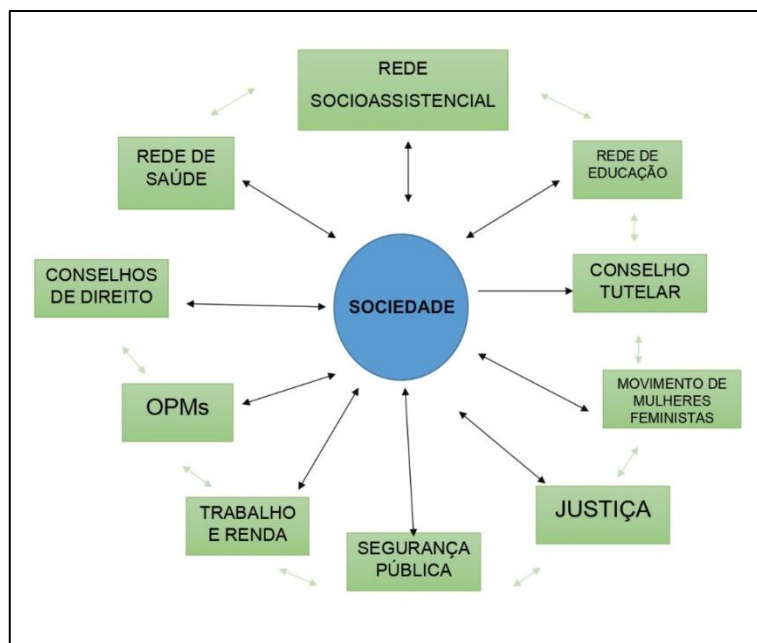 REDE
SOCIOASSISTENCIAL
REDE DE
SAÚDE
REDE DE
EDUCAÇÃO
CONSELHOS
DE DIREITO
SOCIEDADE
CONSELHO
TUTELAR
OPMs
MOVIMENTO DE
MULHERES
FEMINISTAS
TRABALHO
E RENDA
SEGURANÇA
PÚBLICA
JUSTIÇA